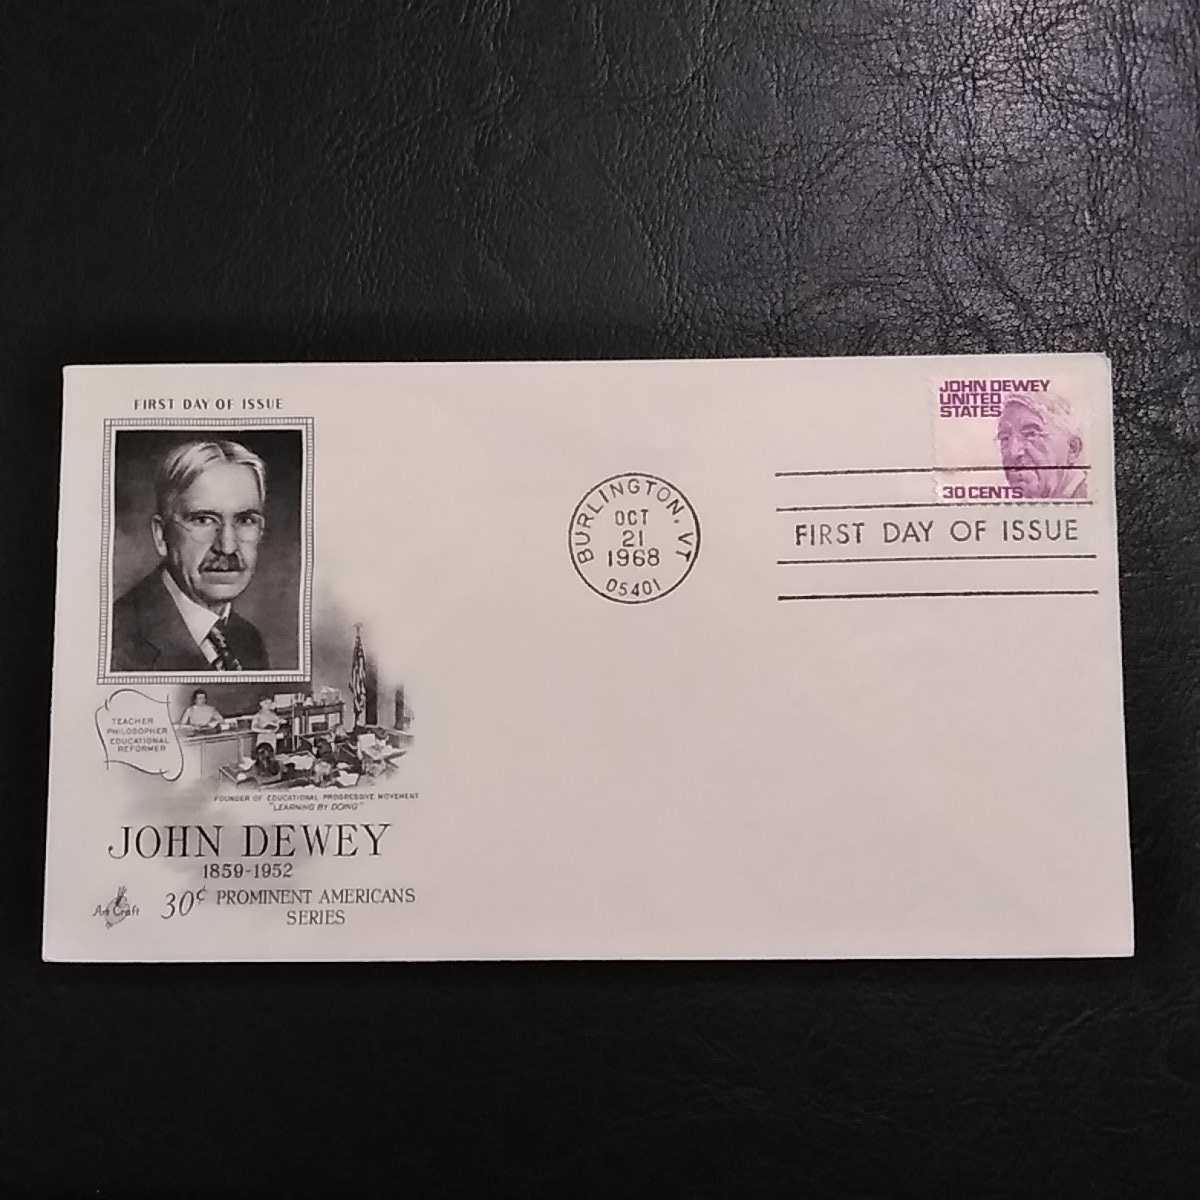 FIRST DAY OF ISSUE
TEACHER
PHILOSOPHER
EDUCATIONAL
REFORMER
FOUNDER OF EDUCATIONAL PROGRESSIVE MOVEMENT
"LEARNING BY DOING"
JOHN DEWEY
1859-1952
Art Craft
30¢ PROMINENT AMERICANS
SERIES
BURLINGTON, VT
OCT
21
1968
05401
JOHN DEWEY
UNITED
STATES
30 CENTS
FIRST DAY OF ISSUE